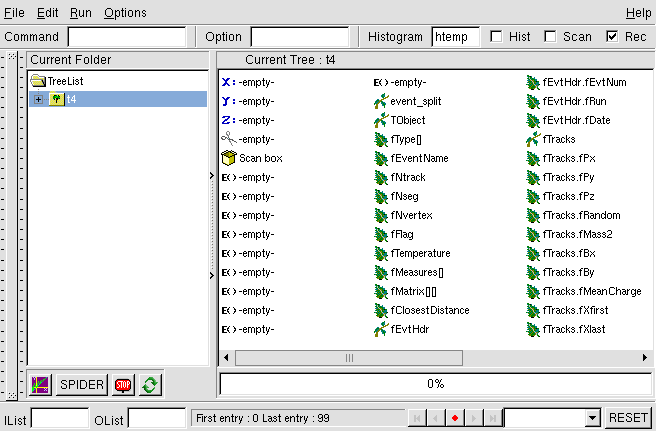 File Edit Run Options Help
Command Option Histogram htemp Hist Scan Rec
Current Folder
TreeList
t4
Current Tree : t4
X: -empty-
Y: -empty-
Z: -empty-
-empty-
Scan box
E() -empty-
E() -empty-
E() -empty-
E() -empty-
E() -empty-
E() -empty-
E() -empty-
E() -empty-
E() -empty-
E() -empty-
event_split
TObject
fType[]
fEventName
fNtrack
fNseg
fNvertex
fFlag
fTemperature
fMeasures[]
fMatrix[][]
fClosestDistance
fEvtHdr
fEvtHdr.fEvtNum
fEvtHdr.fRun
fEvtHdr.fDate
fTracks
fTracks.fPx
fTracks.fPy
fTracks.fPz
fTracks.fRandom
fTracks.fMass2
fTracks.fBx
fTracks.fBy
fTracks.fMeanCharge
fTracks.fXfirst
fTracks.fXlast
SPIDER STOP
0%
IList OList First entry : 0 Last entry : 99 RESET